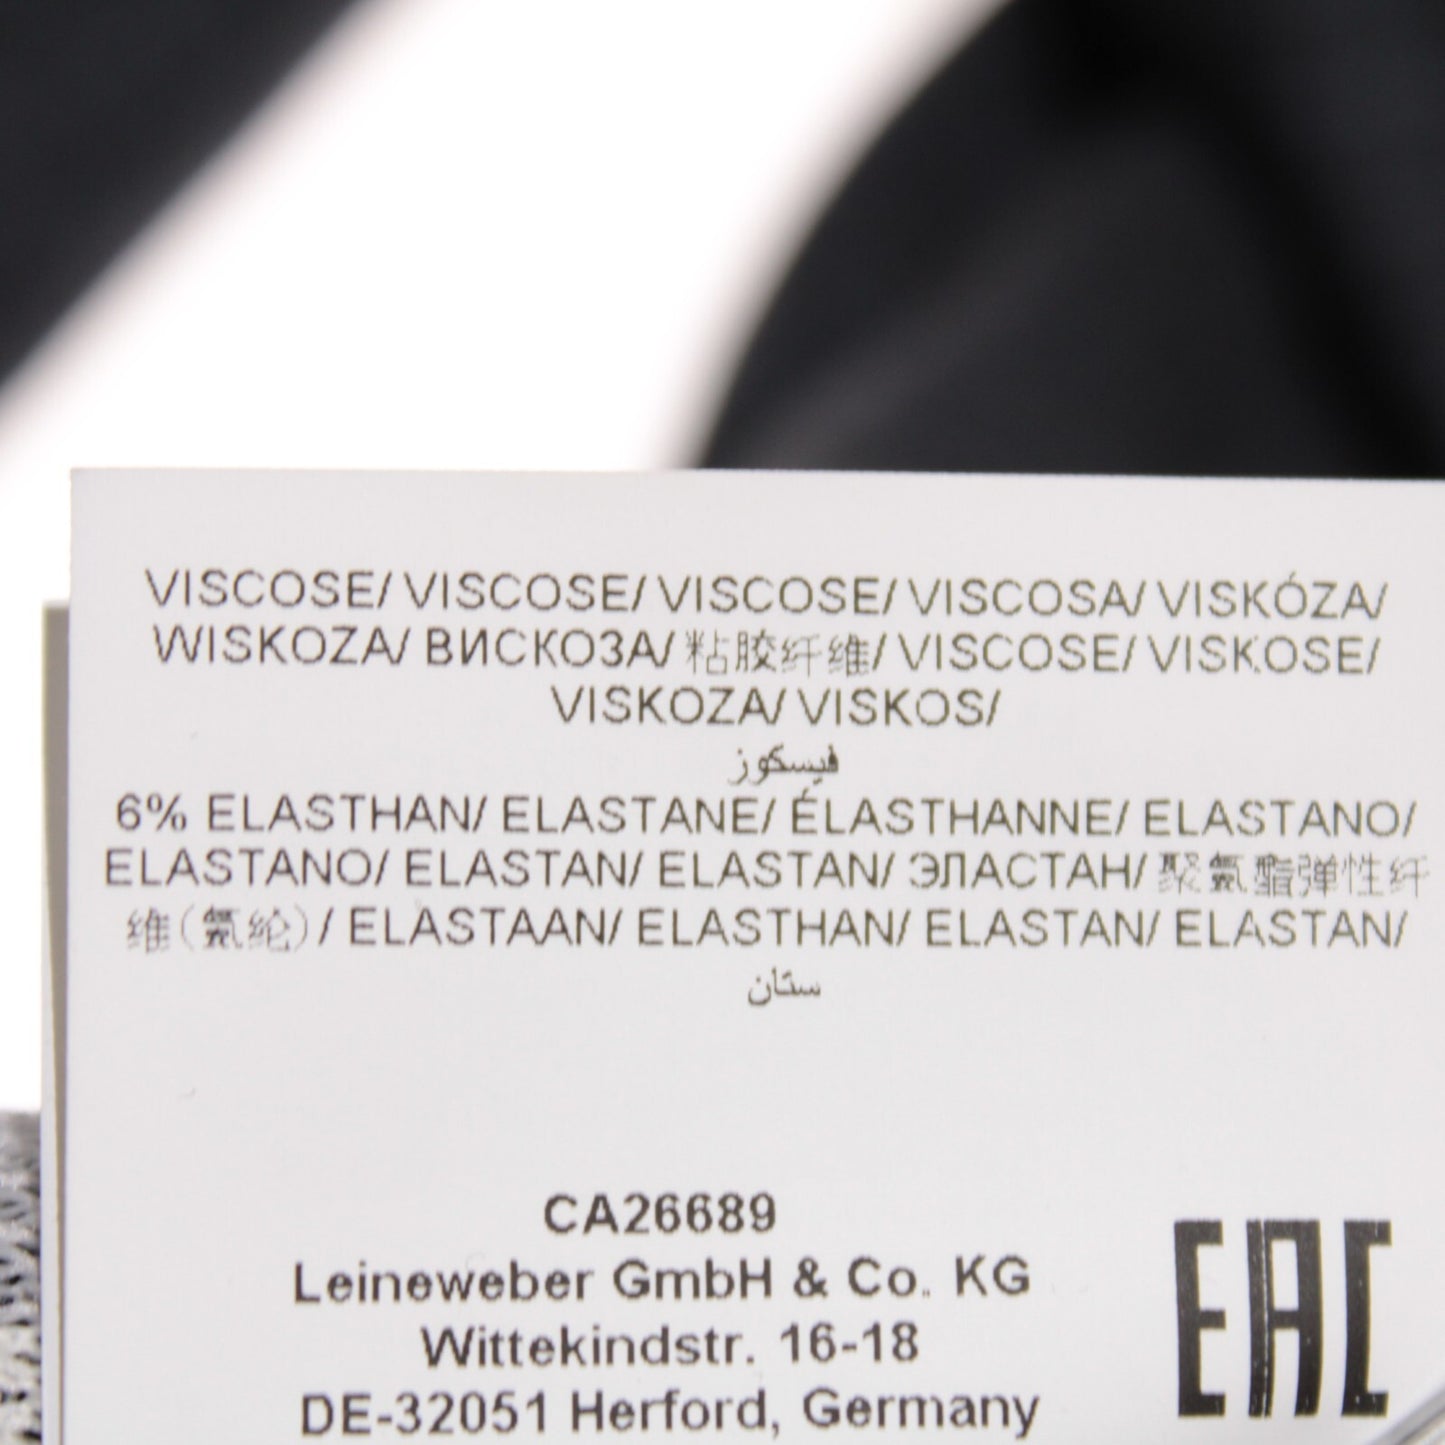 VISCOSE/ VISCOSE/ VISCOSE/ VISCOSA/ VISKÓZA/
WISKOZA/ ВИСКОЗА/ 粘胶纤维/ VISCOSE/ VISKOSE/
VISKOZA/ VISKOS/
فيسكوز
6% ELASTHAN/ ELASTANE/ ÉLASTHANNE/ ELASTANO/
ELASTANO/ ELASTAN/ ELASTAN/ ЭЛАСТАН/ 聚氨酯弹性纤
维(氨纶)/ ELASTAAN/ ELASTHAN/ ELASTAN/ ELASTAN/
ستان
CA26689
Leineweber GmbH & Co. KG
Wittekindstr. 16-18
DE-32051 Herford, Germany
EAC